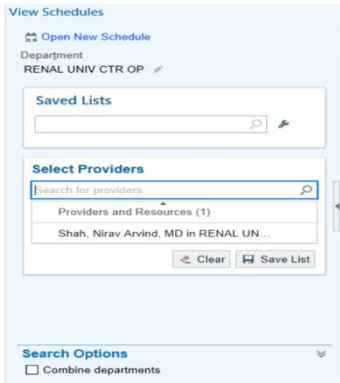 View Schedules
Open New Schedule
Department
RENAL UNIV CTR OP
Saved Lists
Select Providers
Search for providers
Providers and Resources (1)
Shah, Nirav Arvind, MD in RENAL UN...
Clear Save List
Search Options
Combine departments